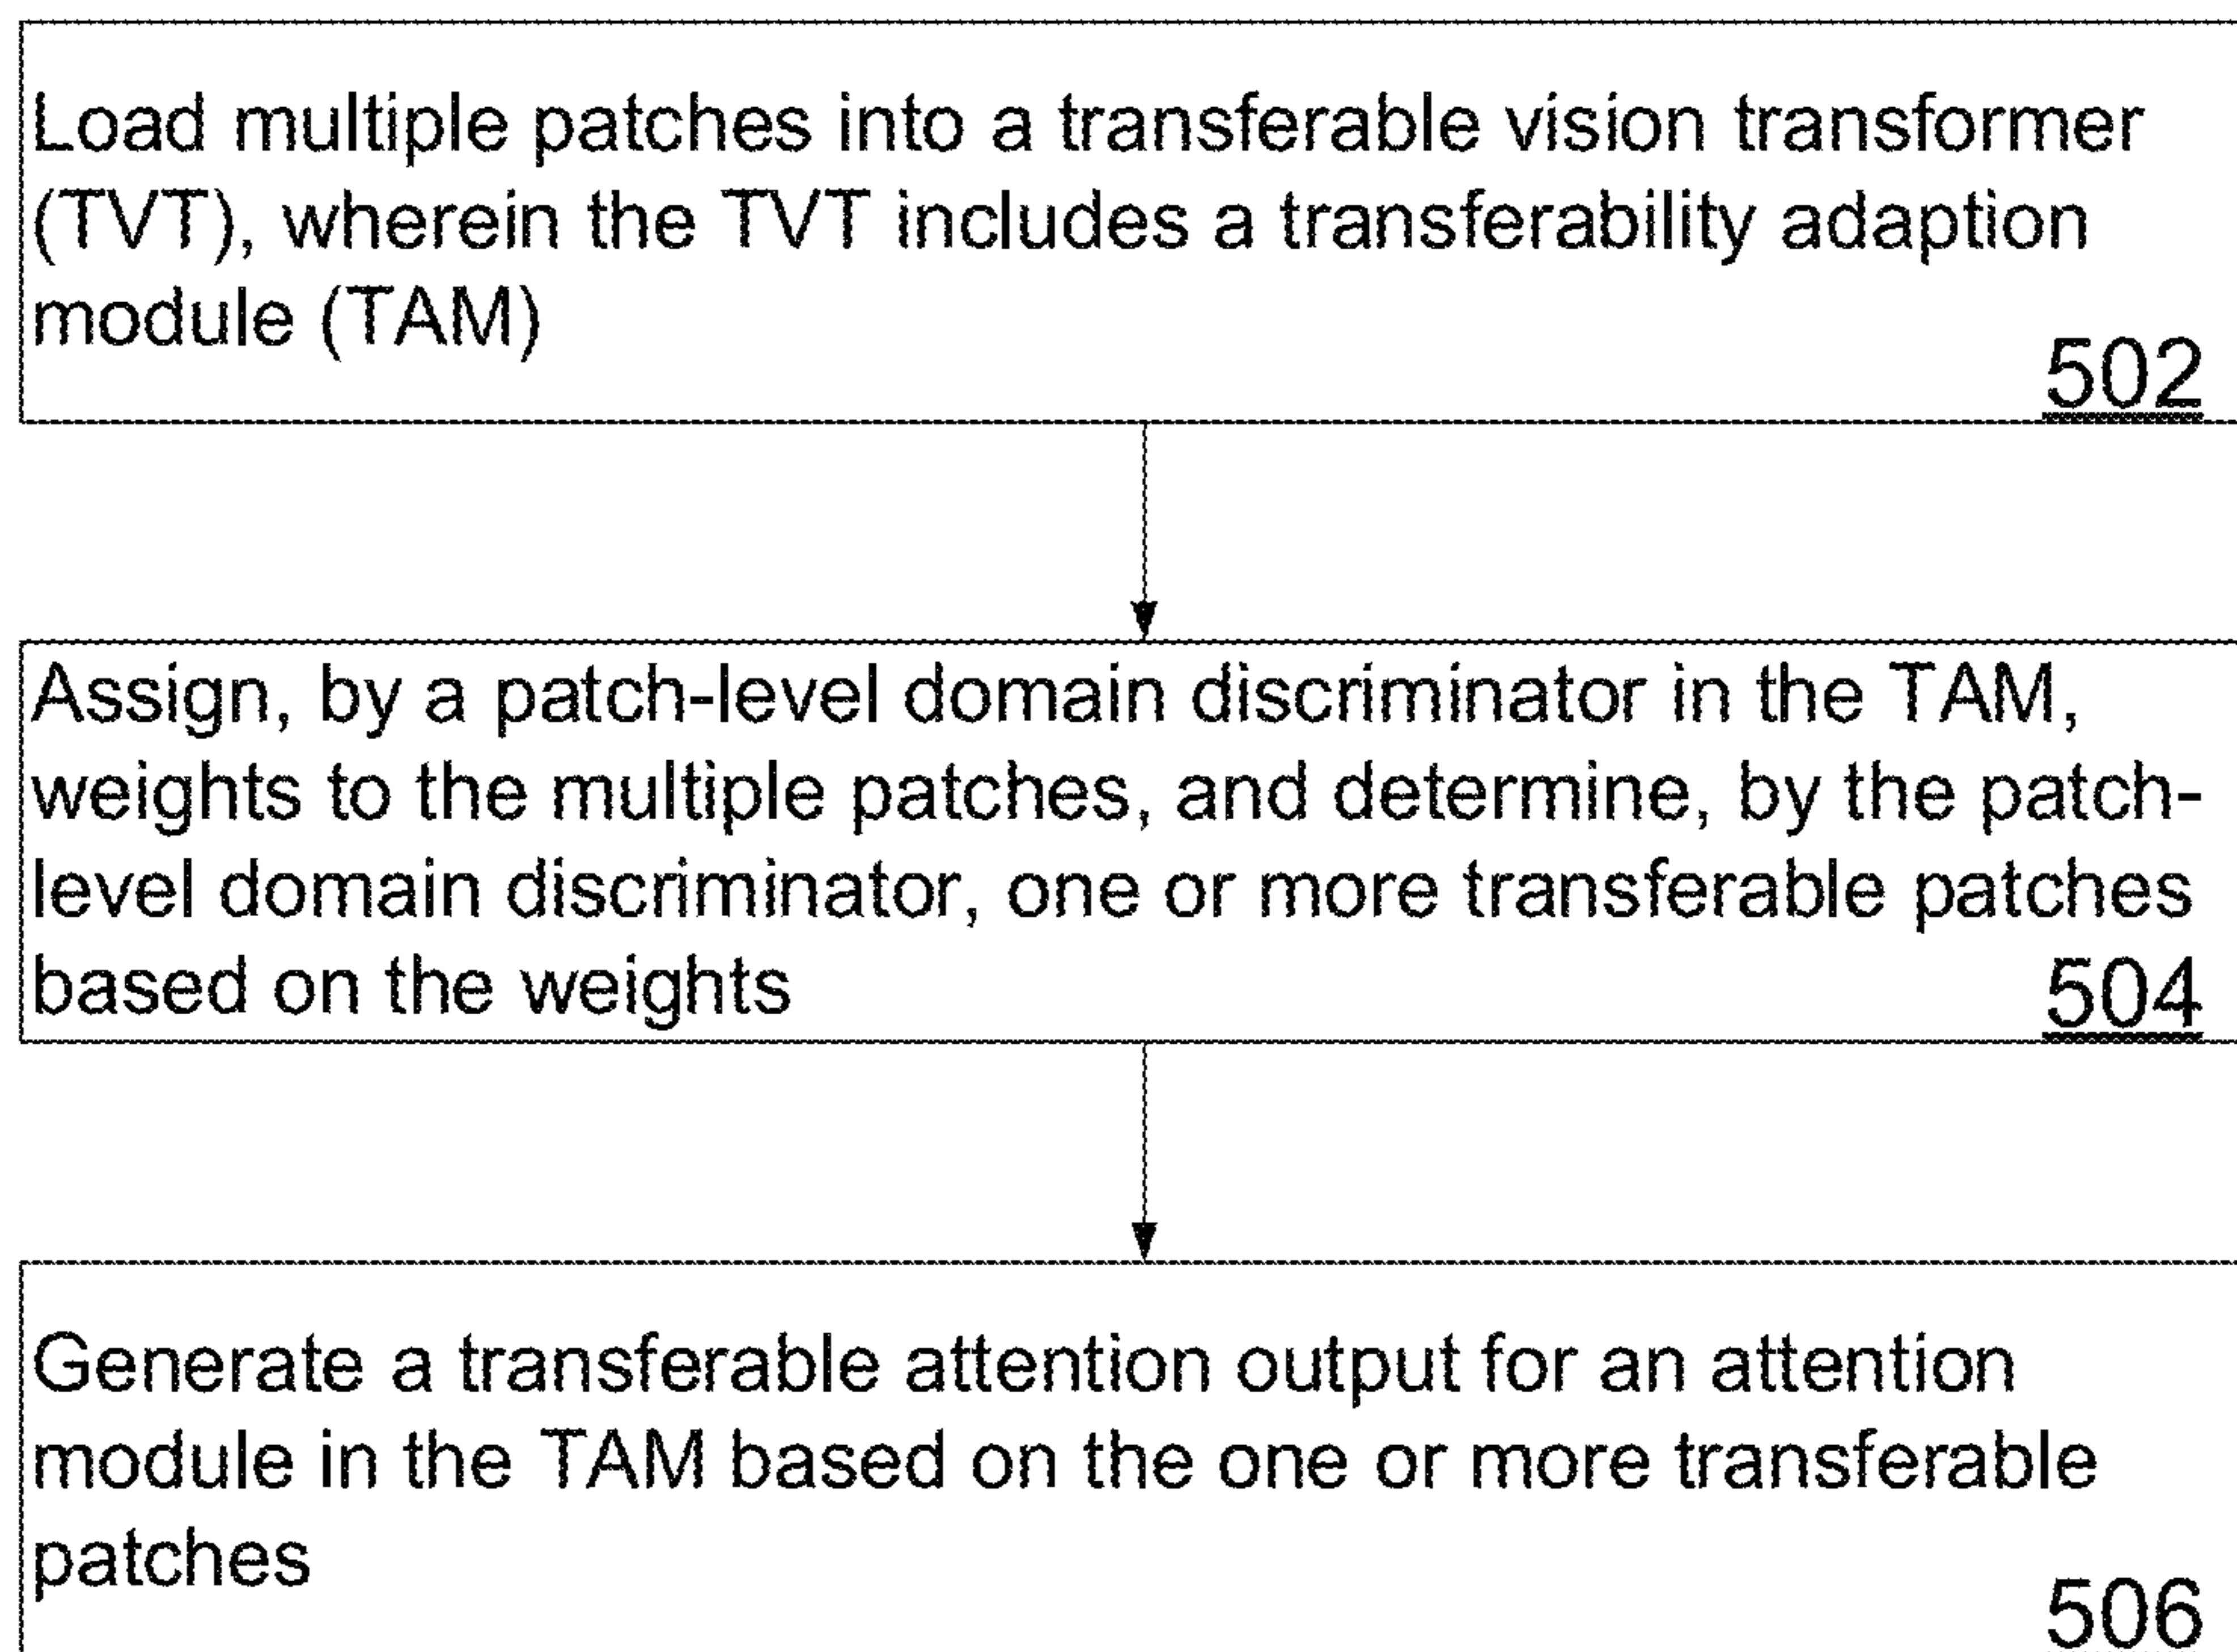 Load multiple patches into a transferable vision transformer
(TVT), wherein the TVT includes a transferability adaption
module (TAM)
502
Assign, by a patch-level domain discriminator in the TAM,
weights to the multiple patches, and determine, by the patch-
level domain discriminator, one or more transferable patches
based on the weights
504
Generate a transferable attention output for an attention
module in the TAM based on the one or more transferable
patches
506